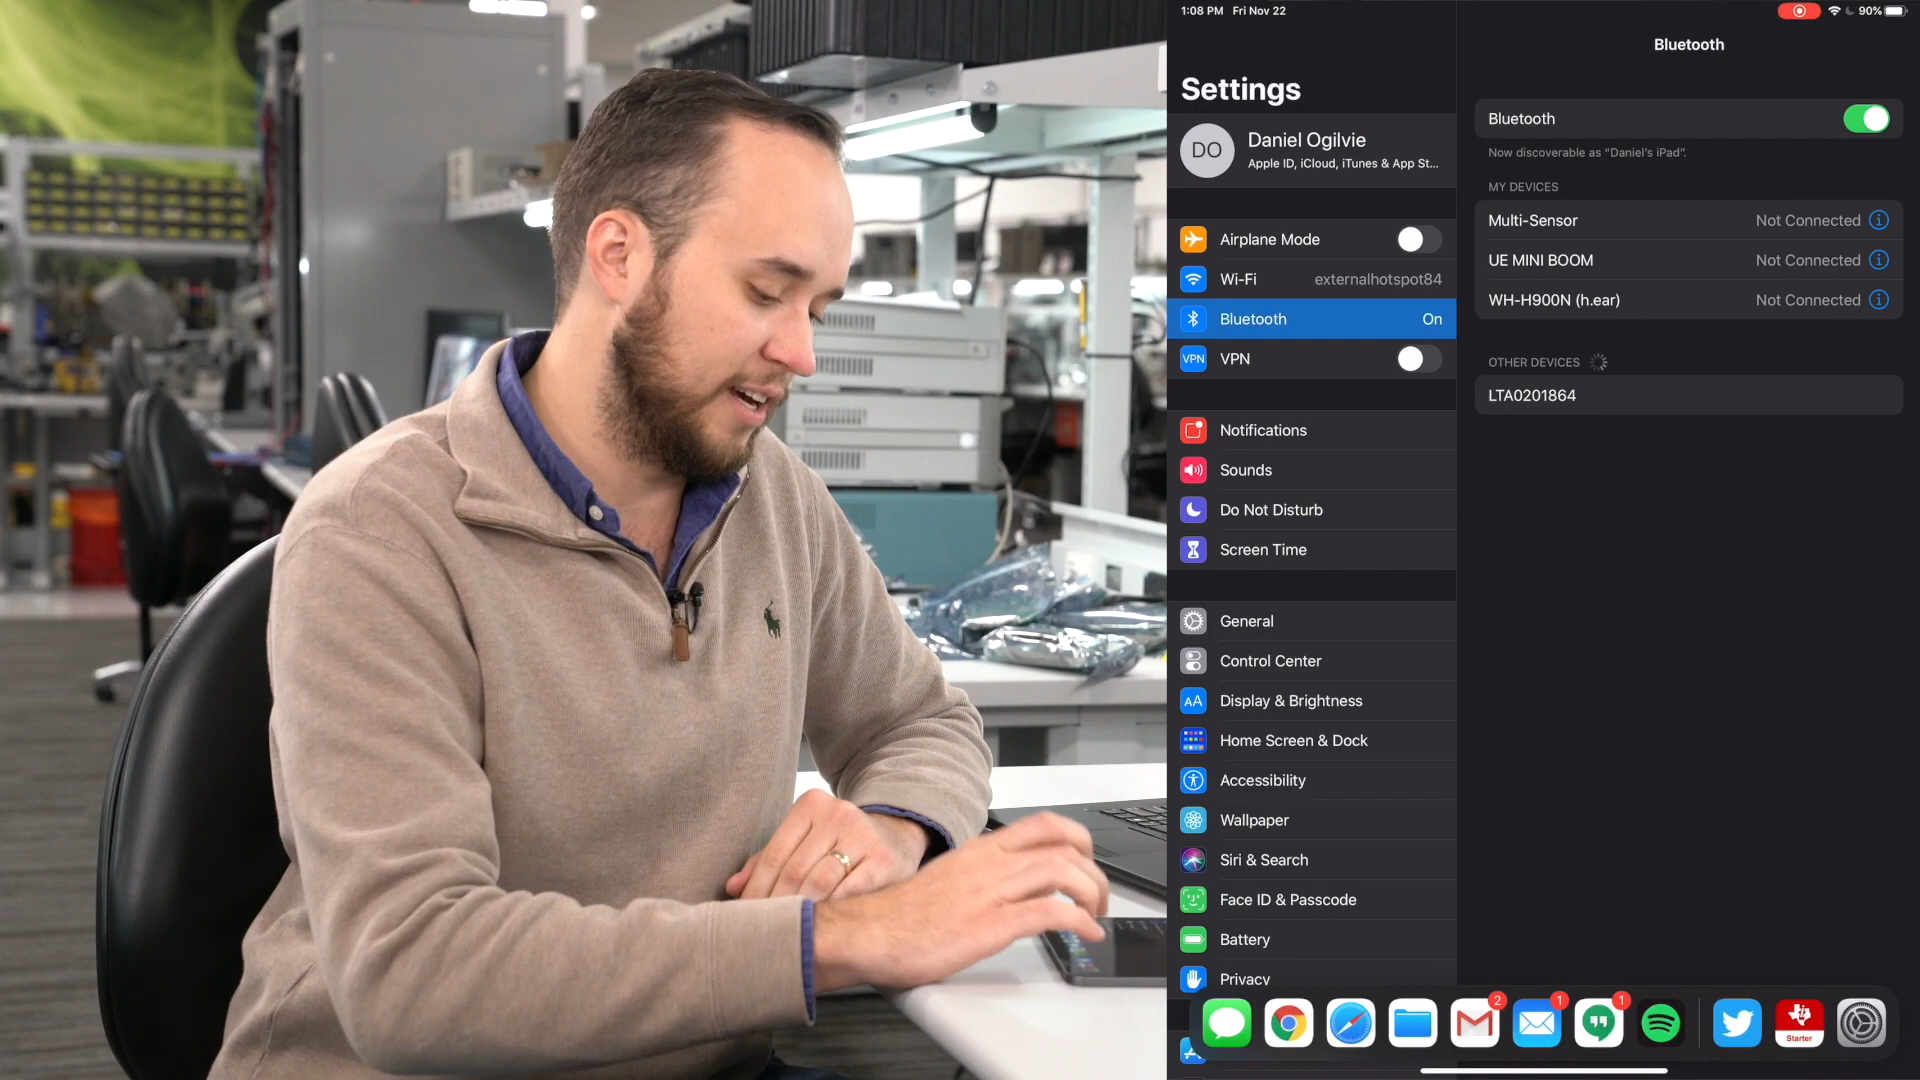 1:08 PM Fri Nov 22
90%
Settings
DO
Daniel Ogilvie
Apple ID, iCloud, iTunes & App St...
Airplane Mode
Wi-Fi externalhotspot84
Bluetooth On
VPN VPN
Notifications
Sounds
Do Not Disturb
Screen Time
General
Control Center
AA Display & Brightness
Home Screen & Dock
Accessibility
Wallpaper
Siri & Search
Face ID & Passcode
Battery
Privacy
Bluetooth
Bluetooth
Now discoverable as “Daniel's iPad”.
MY DEVICES
Multi-Sensor Not Connected
UE MINI BOOM Not Connected
WH-H900N (h.ear) Not Connected
OTHER DEVICES
LTA0201864
2 1 1
Starter